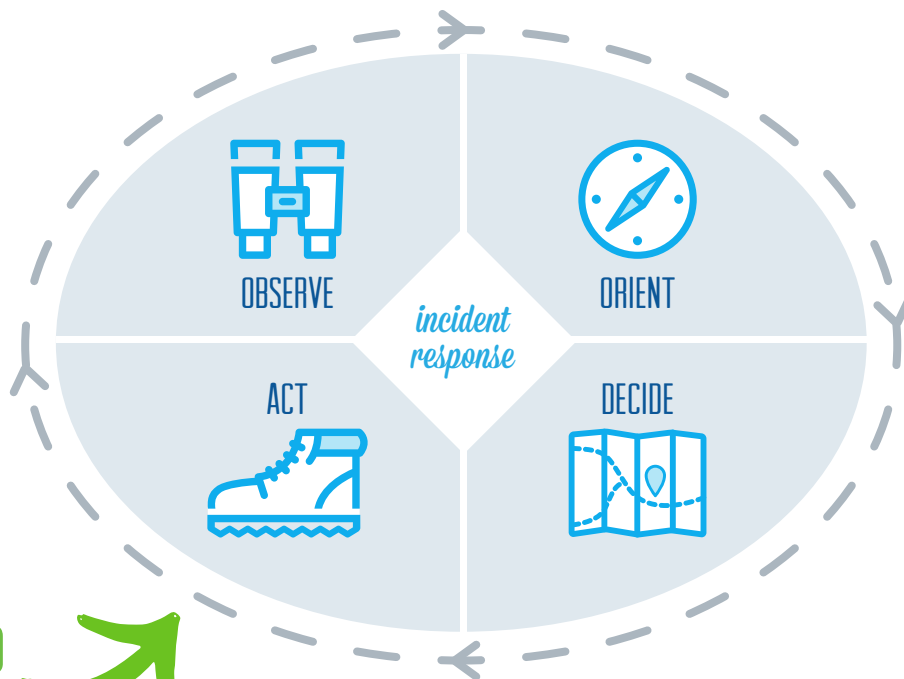 OBSERVE
ORIENT
incident
response
ACT
DECIDE